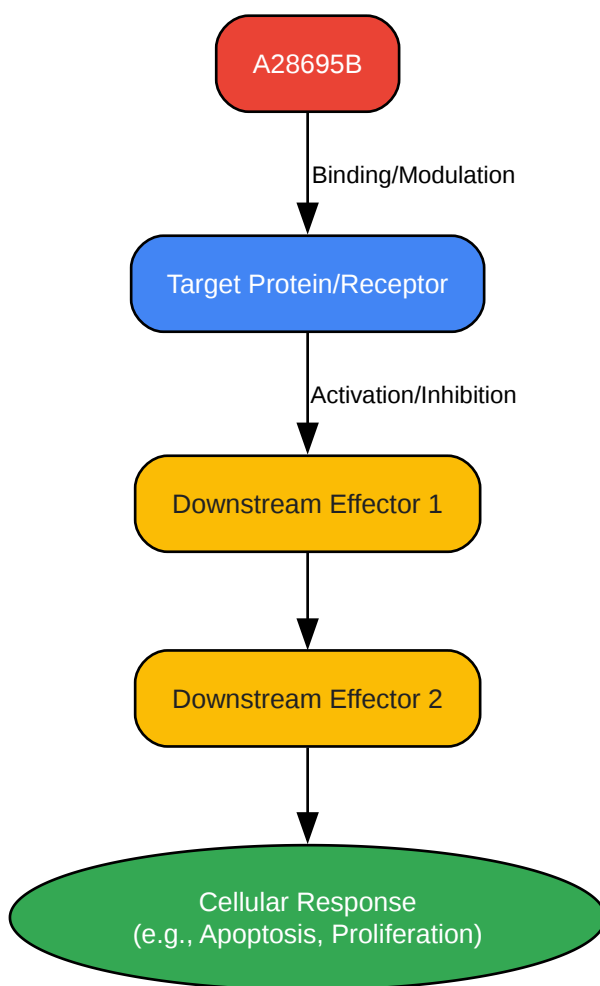 A28695B
Binding/Modulation
Target Protein/Receptor
Activation/Inhibition
Downstream Effector 1
Downstream Effector 2
Cellular Response
(e.g., Apoptosis, Proliferation)